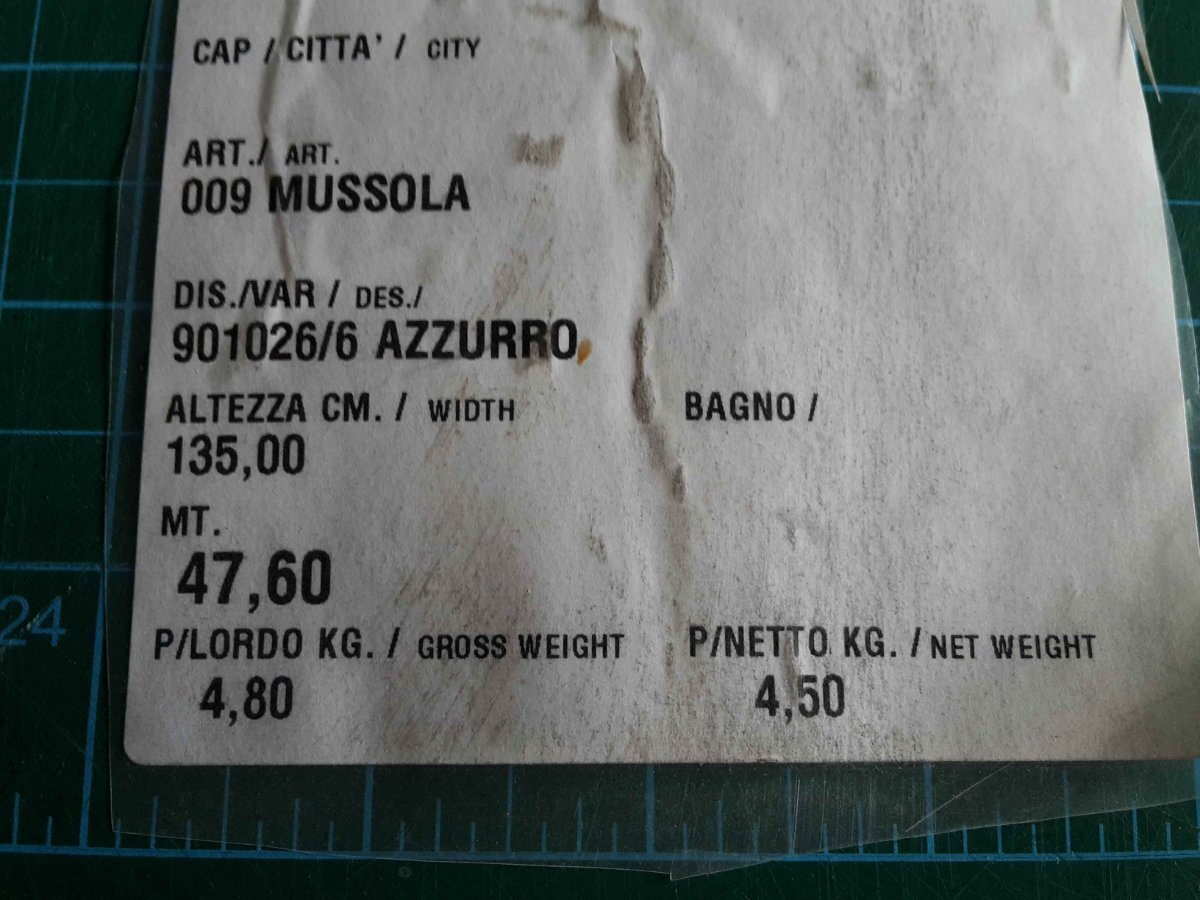 CAP / CITTA' / CITY
ART./ ART.
009 MUSSOLA
DIS./VAR / DES./
901026/6 AZZURRO
ALTEZZA CM. / WIDTH BAGNO /
135,00
MT.
47,60
P/LORDO KG. / GROSS WEIGHT P/NETTO KG. / NET WEIGHT
4,80 4,50
24